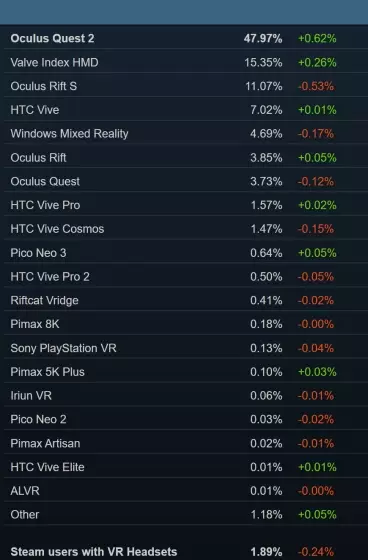 Oculus Quest 2 47.97% +0.62%
Valve Index HMD 15.35% +0.26%
Oculus Rift S 11.07% -0.53%
HTC Vive 7.02% +0.01%
Windows Mixed Reality 4.69% -0.17%
Oculus Rift 3.85% +0.05%
Oculus Quest 3.73% -0.12%
HTC Vive Pro 1.57% +0.02%
HTC Vive Cosmos 1.47% -0.15%
Pico Neo 3 0.64% +0.05%
HTC Vive Pro 2 0.50% -0.05%
Riftcat Vridge 0.41% -0.02%
Pimax 8K 0.18% -0.00%
Sony PlayStation VR 0.13% -0.04%
Pimax 5K Plus 0.10% +0.03%
Iriun VR 0.06% -0.01%
Pico Neo 2 0.03% -0.02%
Pimax Artisan 0.02% -0.01%
HTC Vive Elite 0.01% +0.01%
ALVR 0.01% -0.00%
Other 1.18% +0.05%
Steam users with VR Headsets 1.89% -0.24%